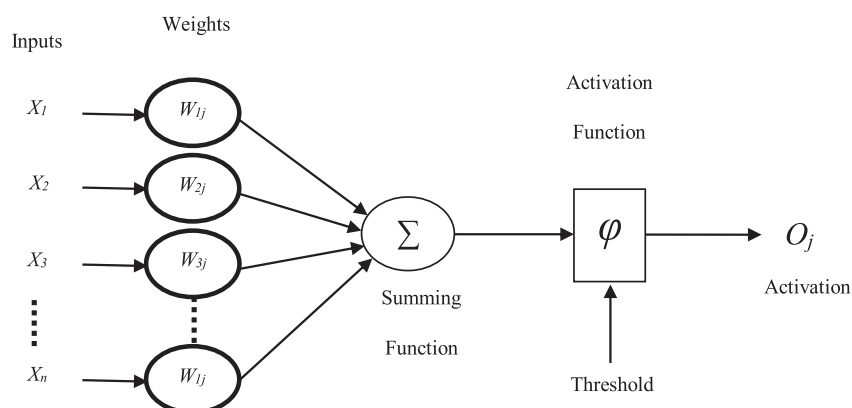 Weights
Inputs
Activation
Function
X1
W1j
X2
W2j
X3
W3j
Σ
φ
Oj
Activation
Summing
Function
Xn
W1j
Threshold